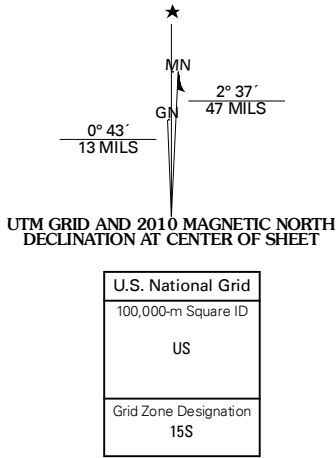 MN
GN
2° 37´
47 MILS
0° 43´
13 MILS
UTM GRID AND 2010 MAGNETIC NORTH
DECLINATION AT CENTER OF SHEET
U.S. National Grid
100,000-m Square ID
US
Grid Zone Designation
15S